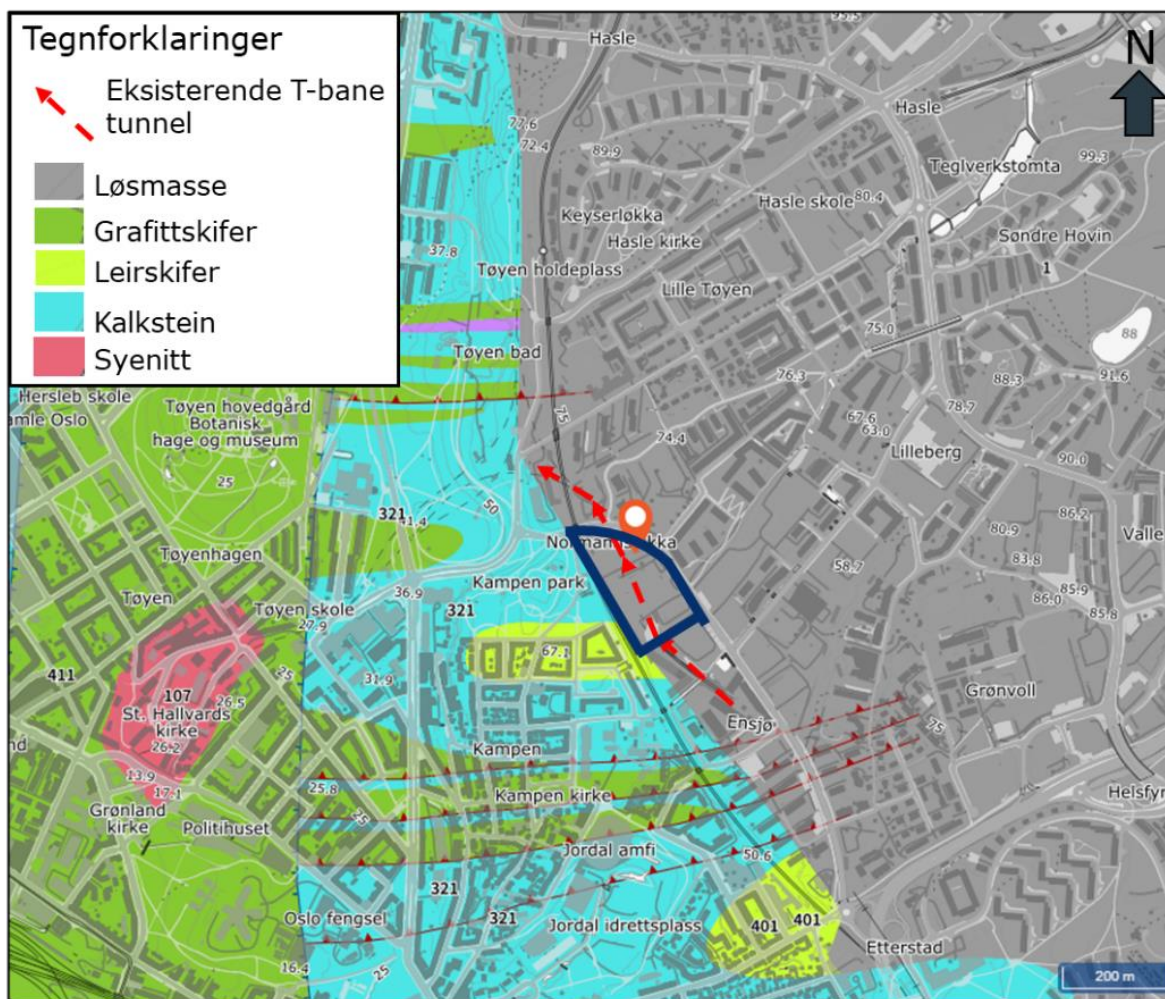 Tegnforklaringer
Eksisterende T-bane
tunnel
Løsmasse
Grafittskifer
Leirskifer
Kalkstein
Syenitt
N
Hasle
72.6
72.4
89.9
Hasle
Teglverkstomta
99.3
Hasle skole
80.4
Keyserløkka
Hasle kirke
Søndre Hovin
1
37.8
Tøyen holdeplass
Lille Tøyen
75.0
88
Tøyen bad
76.3
91.6
88.3
78.7
Hersleb skole
Tøyen hovedgård
Botanisk
hage og museum
75
74.4
67.6
63.0
Lilleberg
90.0
25
50
321
41.4
86.2
80.9
Valle
83.8
58.7
85.9
86.0
85.8
Tøyenhagen
Kampen park
Tøyen
36.9
321
Tøyen skole
27.9
67.1
411
25
31.9
107
26.5
St. Hallvards
kirke
26.2
Grønvoll
75
Ensjø
Kampen
13.9
17.1
25.8
Kampen kirke
Helsfyr
Grønland
kirke
Politihuset
25
Jordal amfi
50.6
321
321
Oslo fengsel
Jordal idrettsplass
401
401
Etterstad
16.4
25
200 m